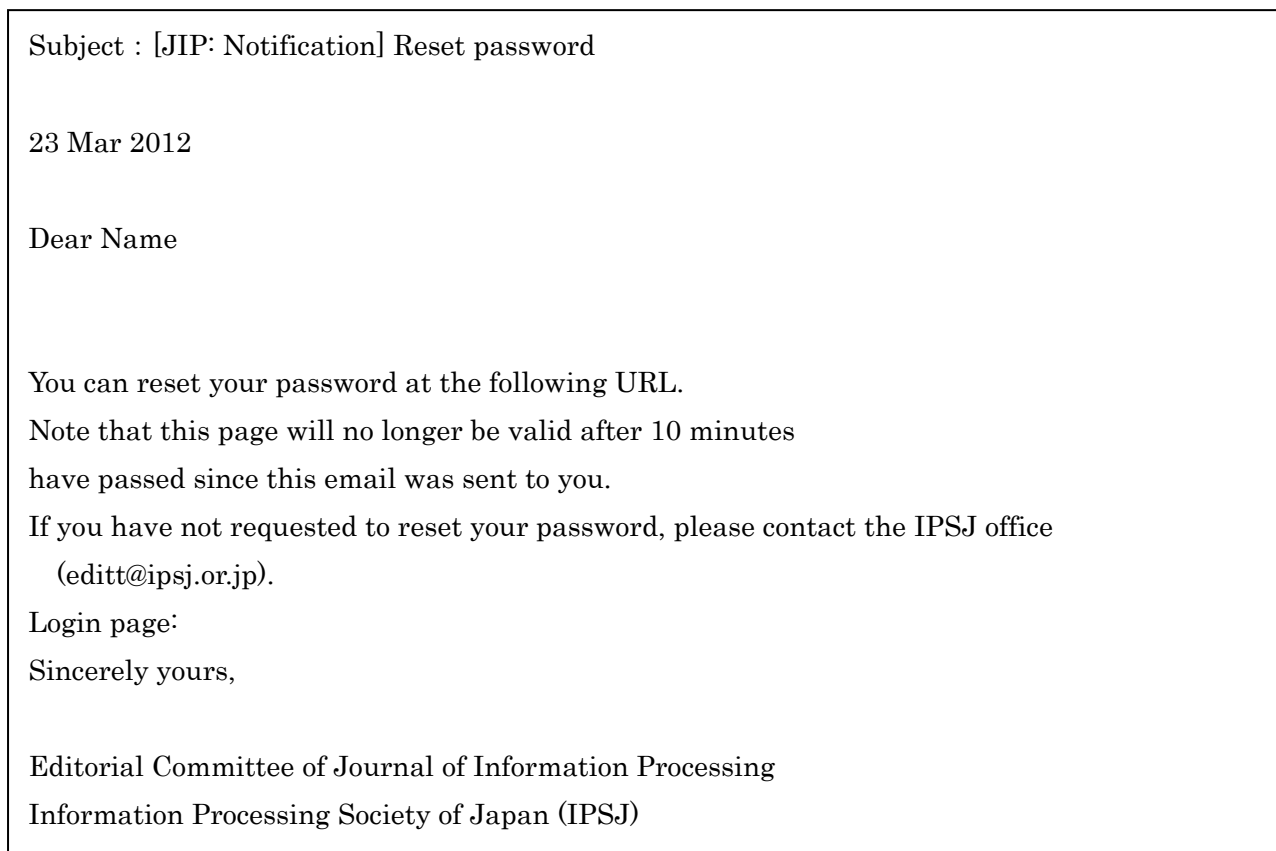 Subject：[JIP: Notification] Reset password
23 Mar 2012
Dear Name
You can reset your password at the following URL.
Note that this page will no longer be valid after 10 minutes
have passed since this email was sent to you.
If you have not requested to reset your password, please contact the IPSJ office
(editt@ipsj.or.jp).
Login page:
Sincerely yours,
Editorial Committee of Journal of Information Processing
Information Processing Society of Japan (IPSJ)